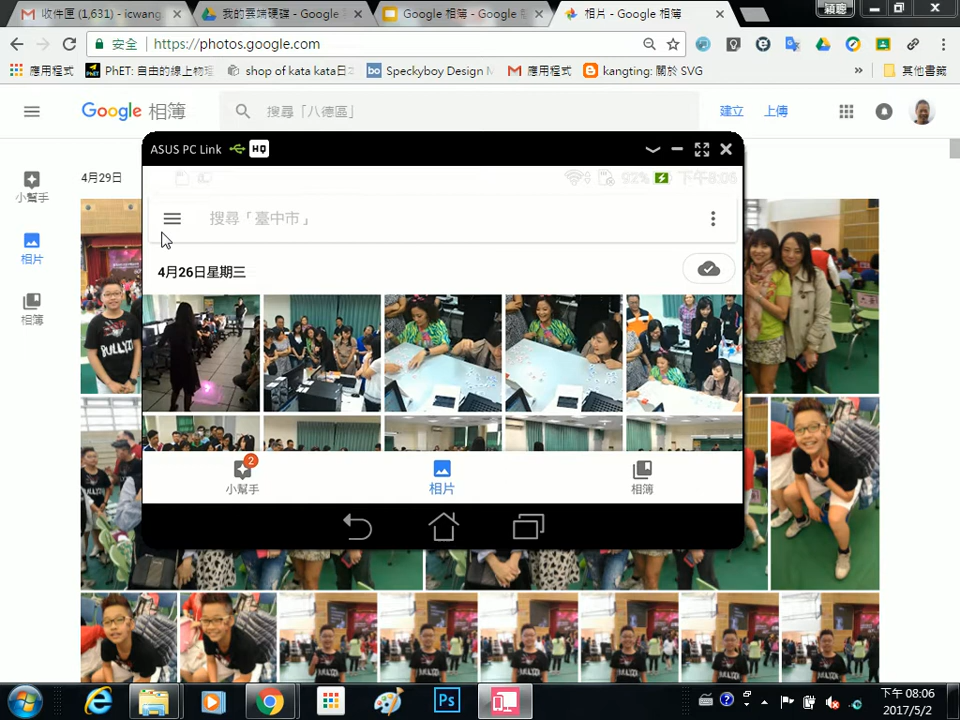 收件匣 (1,631) - icwang
我的雲端硬碟 - Google
Google 相簿 - Google
相片 - Google 相簿
穎聰
安全
https://photos.google.com
應用程式
PhET: 自由的線上物理
shop of kata kata日
Speckyboy Design M
應用程式
kangting: 關於 SVG
»
其他書籤
Google 相簿
搜尋「八德區」
建立
上傳
小幫手
相片
相簿
4月29日
BULLYIN
ASUS PC Link
HQ
92%
下午8:06
搜尋「臺中市」
4月26日星期三
2
小幫手
相片
相簿
Ps
下午 08:06
2017/5/2